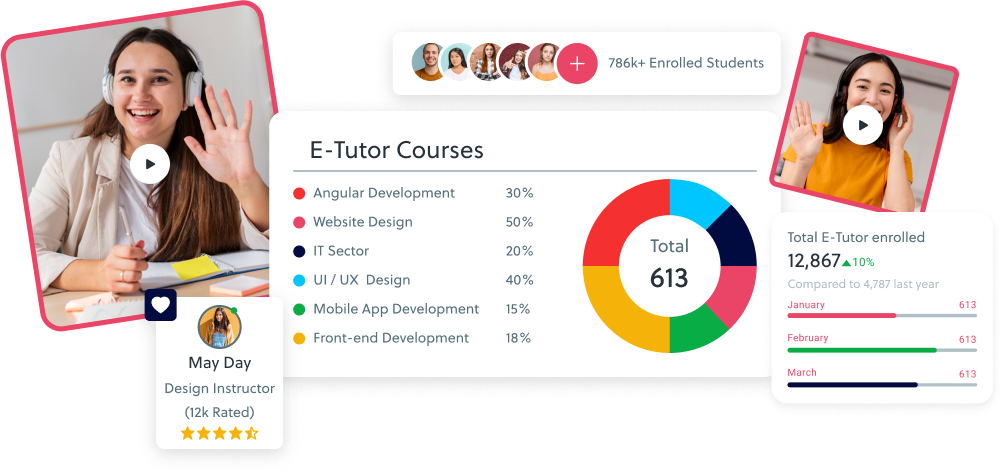 786k+ Enrolled Students
E-Tutor Courses
Angular Development 30%
Website Design 50%
IT Sector 20%
UI / UX Design 40%
Mobile App Development 15%
Front-end Development 18%
Total
613
Total E-Tutor enrolled
12,867 10%
Compared to 4,787 last year
January 613
February 613
March 613
May Day
Design Instructor
(12k Rated)